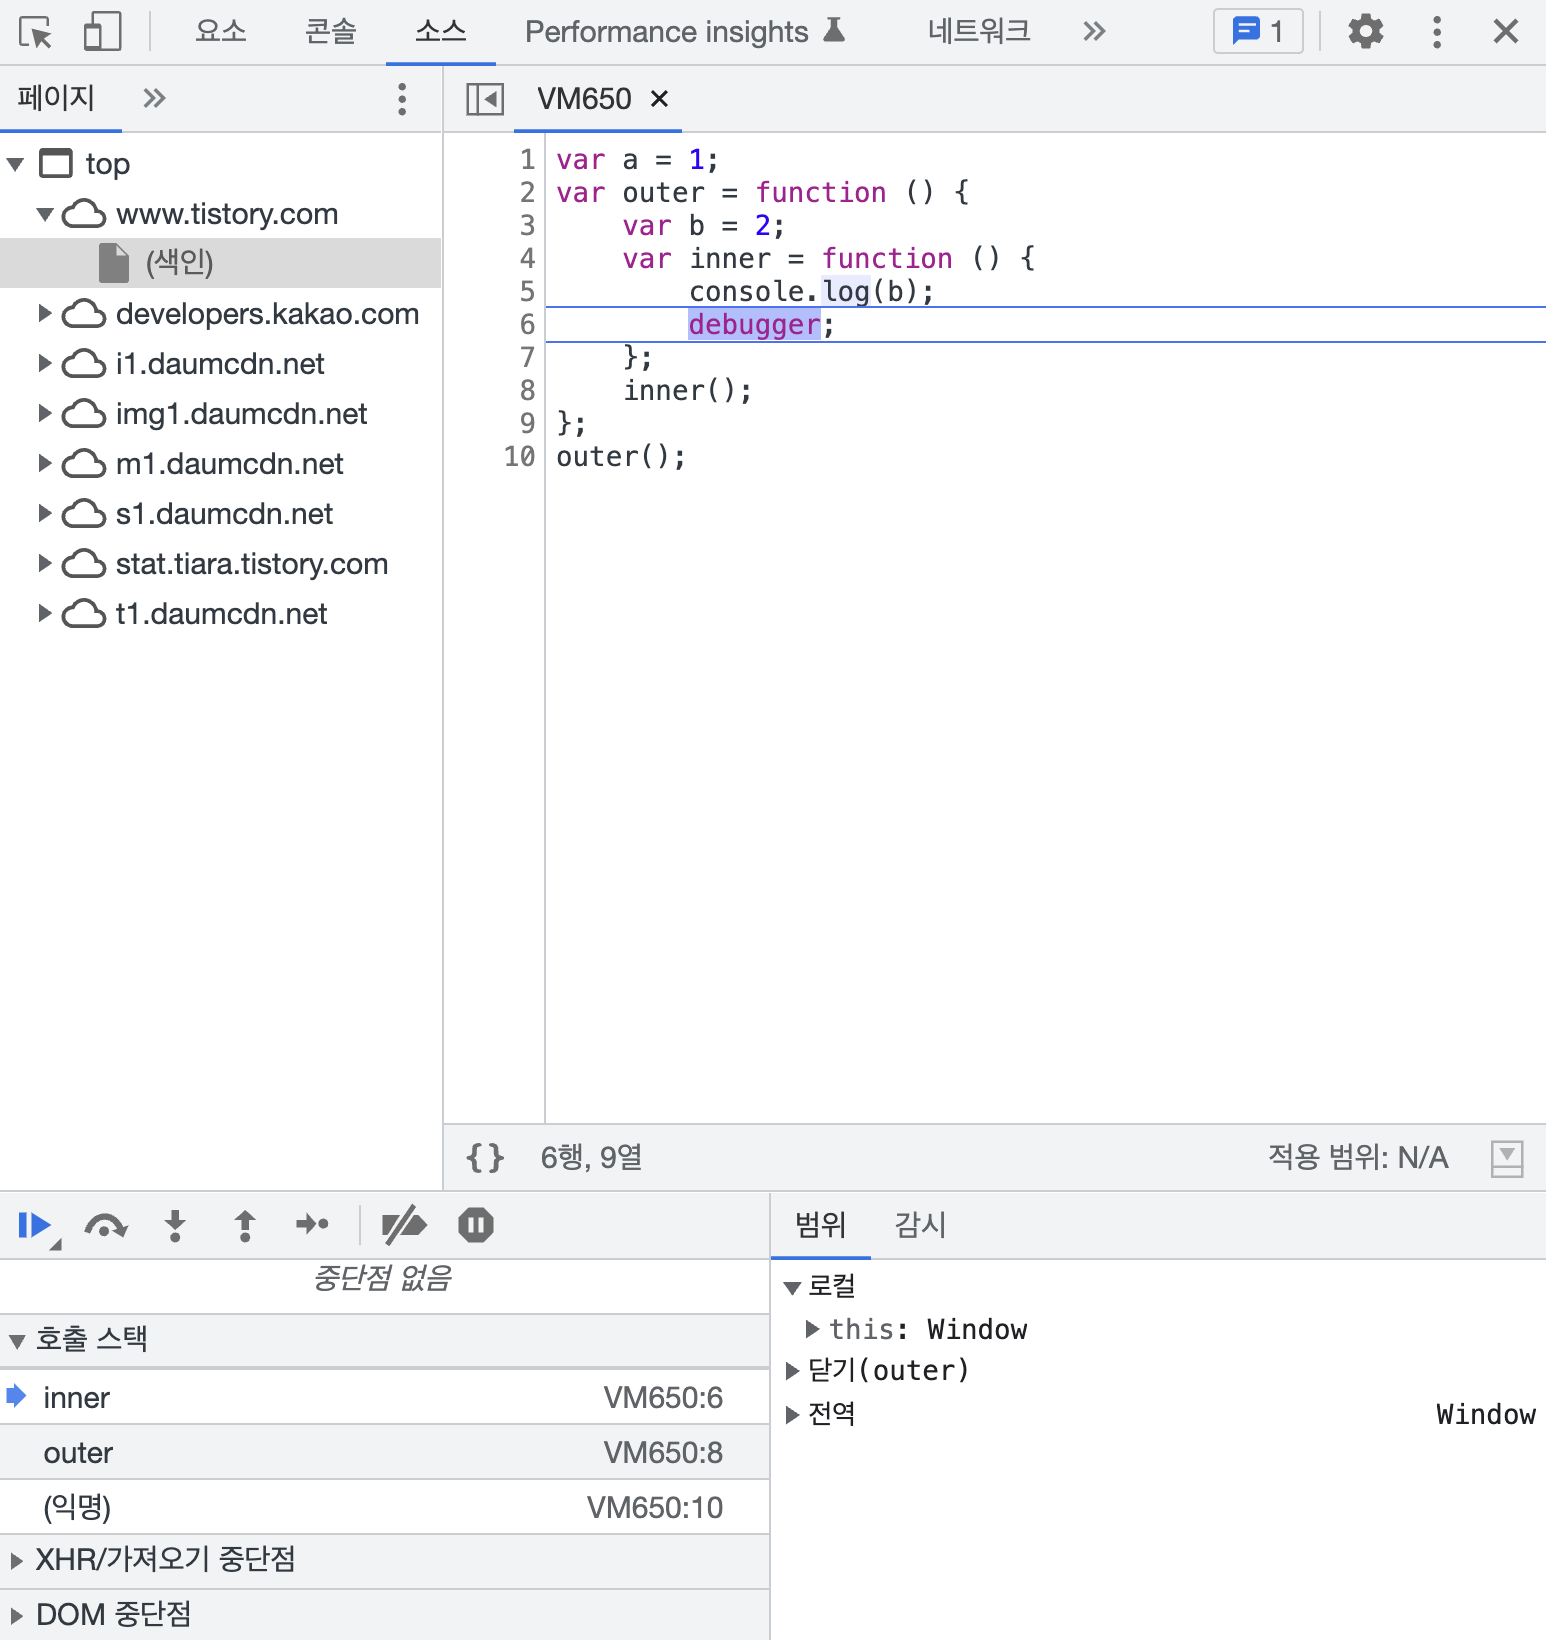 요소 콘솔 소스 Performance insights 네트워크 1
페이지
VM650
top
www.tistory.com
(색인)
developers.kakao.com
i1.daumcdn.net
img1.daumcdn.net
m1.daumcdn.net
s1.daumcdn.net
stat.tiara.tistory.com
t1.daumcdn.net
1 var a = 1;
2 var outer = function () {
3     var b = 2;
4     var inner = function () {
5         console.log(b);
6         debugger;
7     };
8     inner();
9 };
10 outer();
{} 6행, 9열 적용 범위: N/A
중단점 없음
호출 스택
inner VM650:6
outer VM650:8
(익명) VM650:10
XHR/가져오기 중단점
DOM 중단점
범위 감시
로컬
this: Window
닫기(outer)
전역 Window